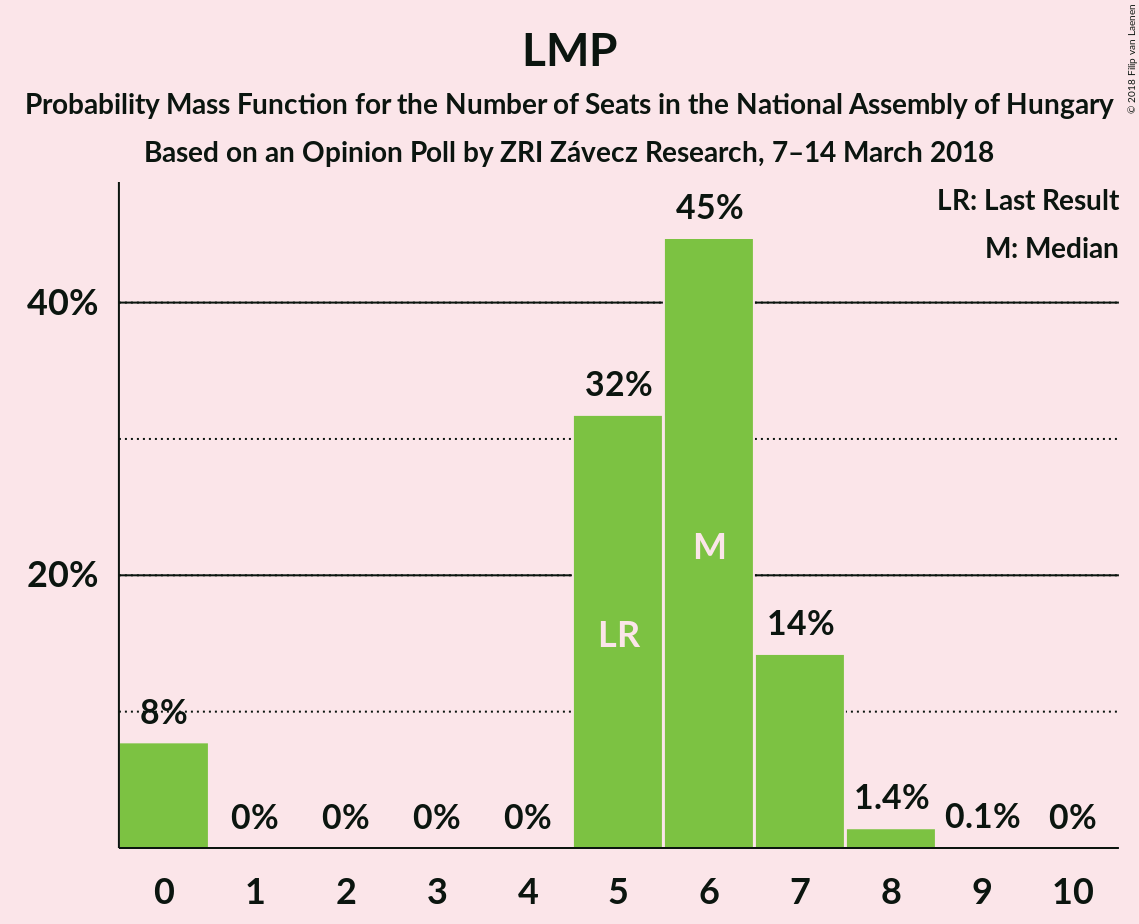 LMP
Probability Mass Function for the Number of Seats in the National Assembly of Hungary
Based on an Opinion Poll by ZRI Závecz Research, 7–14 March 2018
© 2018 Filip van Laenen
LR: Last Result
M: Median
40%
20%
8%
0%
0%
0%
0%
32%
45%
14%
1.4%
0.1%
0%
LR
M
0 1 2 3 4 5 6 7 8 9 10